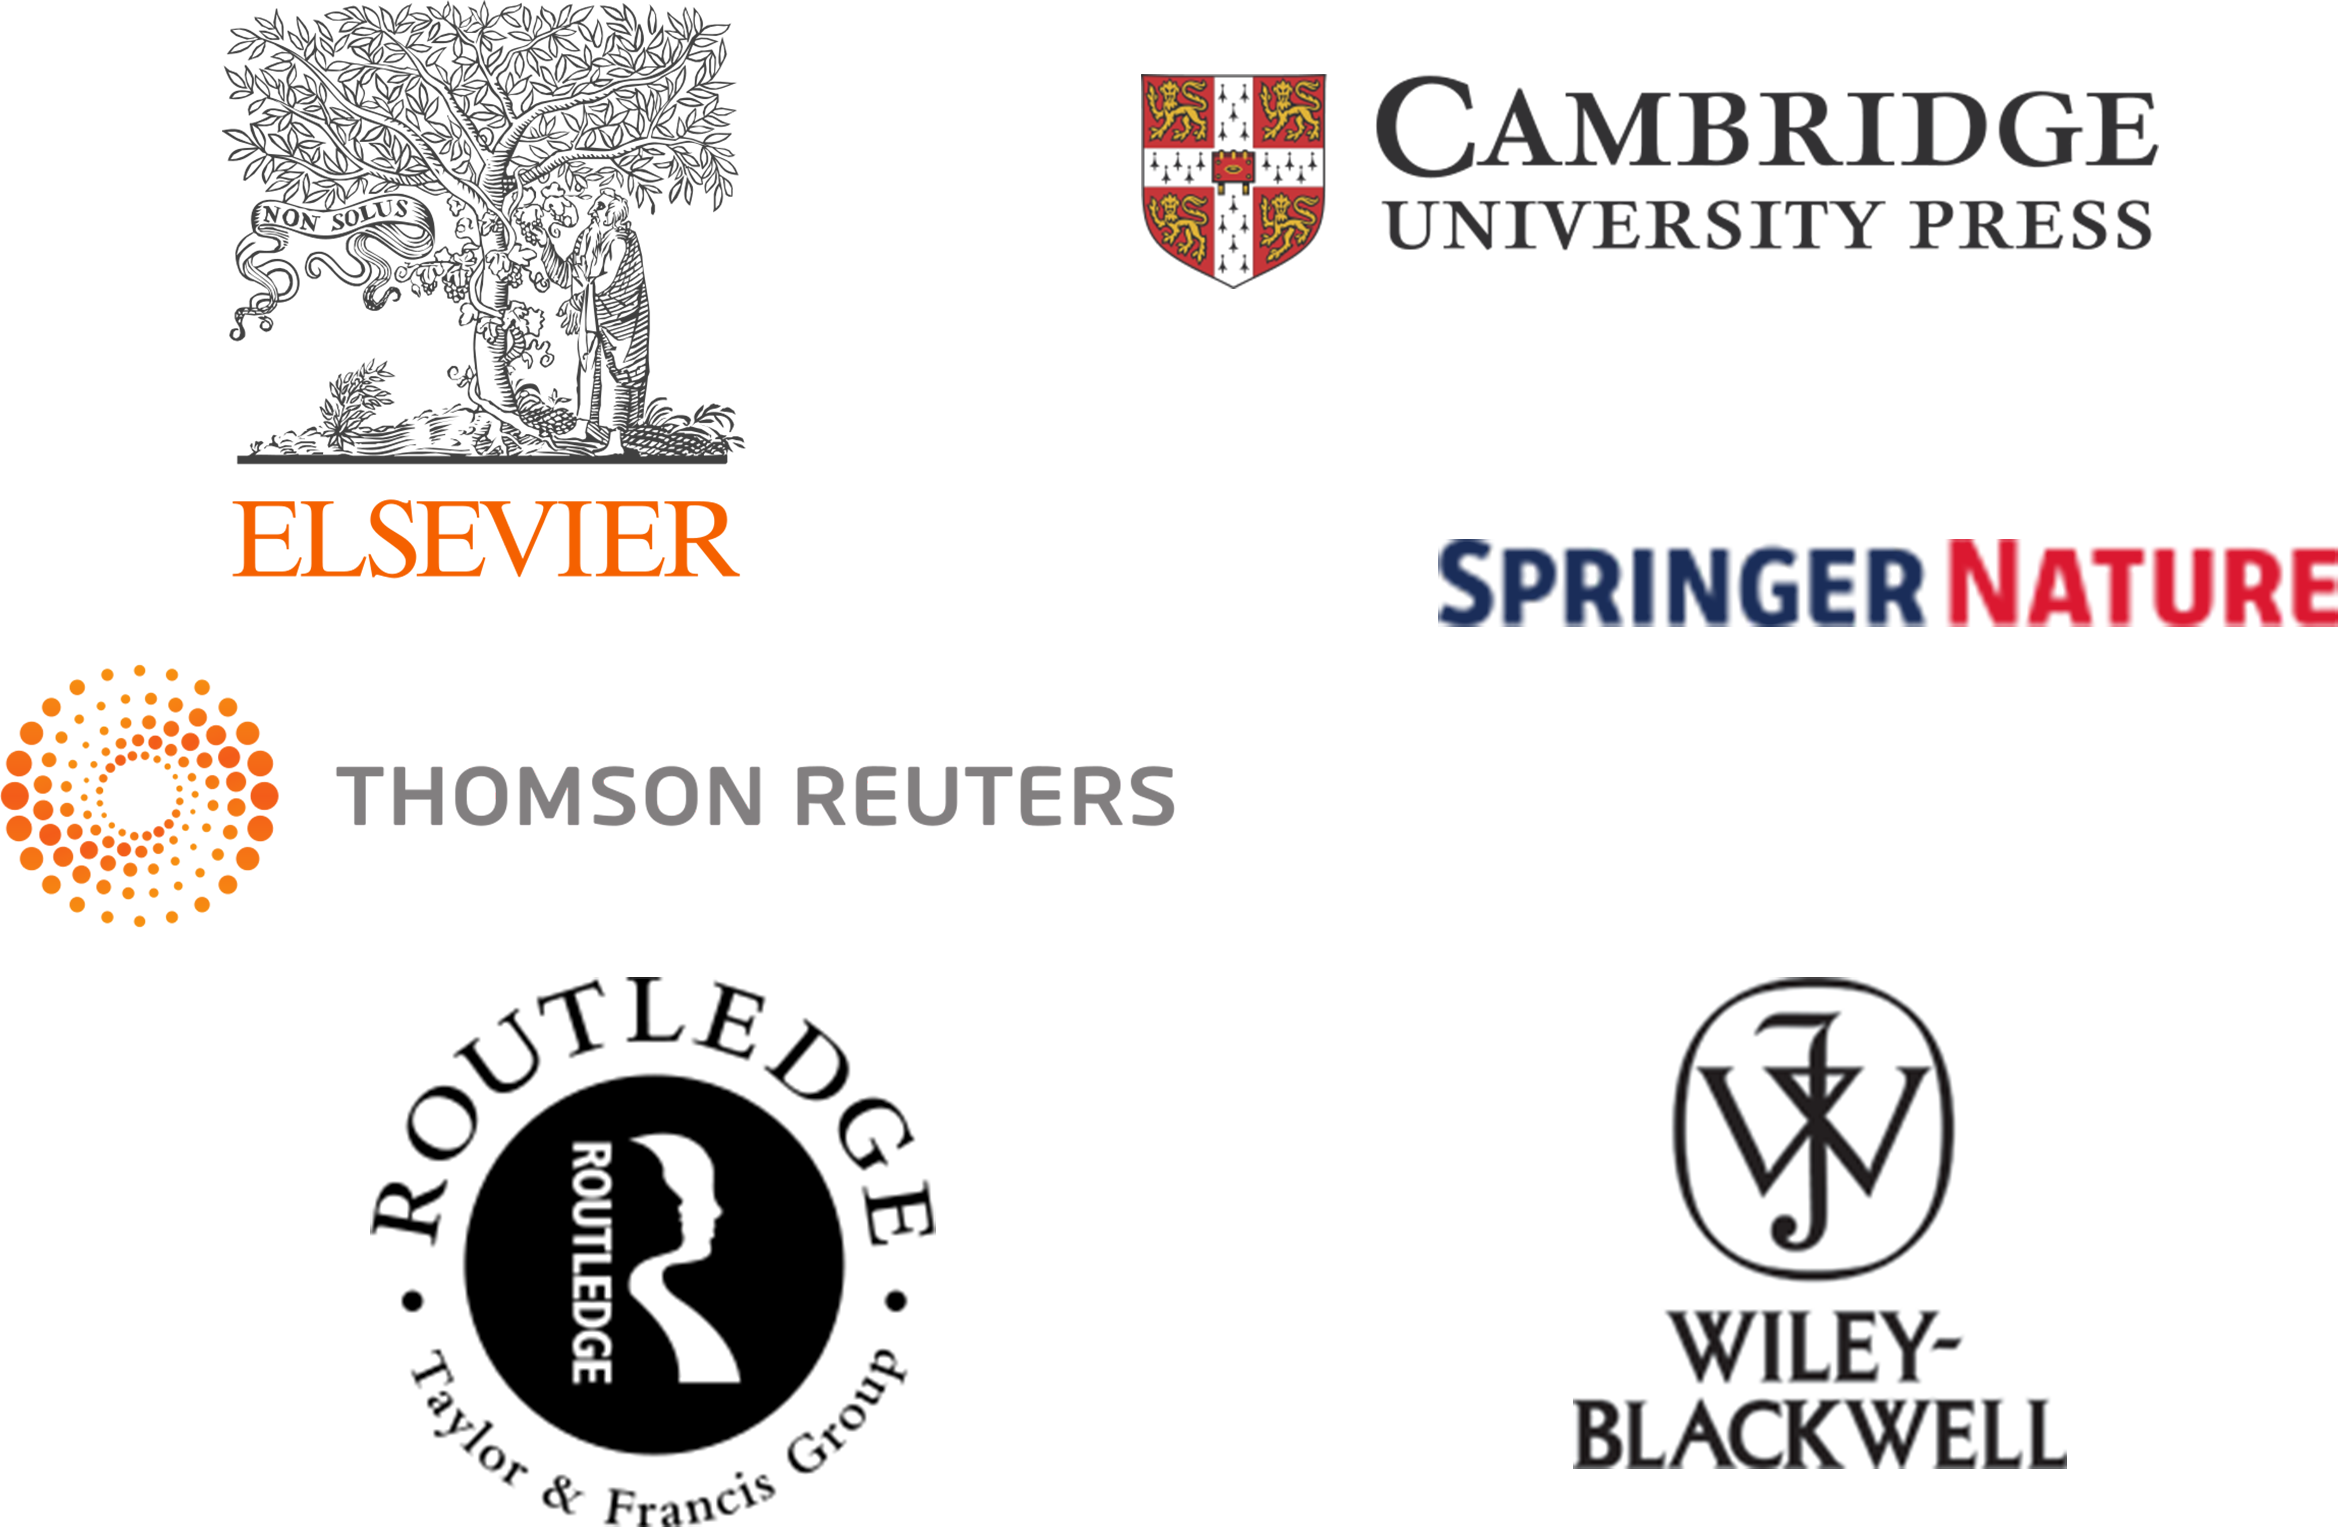 NON SOLUS
ELSEVIER
CAMBRIDGE
UNIVERSITY PRESS
SPRINGER NATURE
THOMSON REUTERS
ROUTLEDGE
ROUTLEDGE
Taylor & Francis Group
WILEY-
BLACKWELL